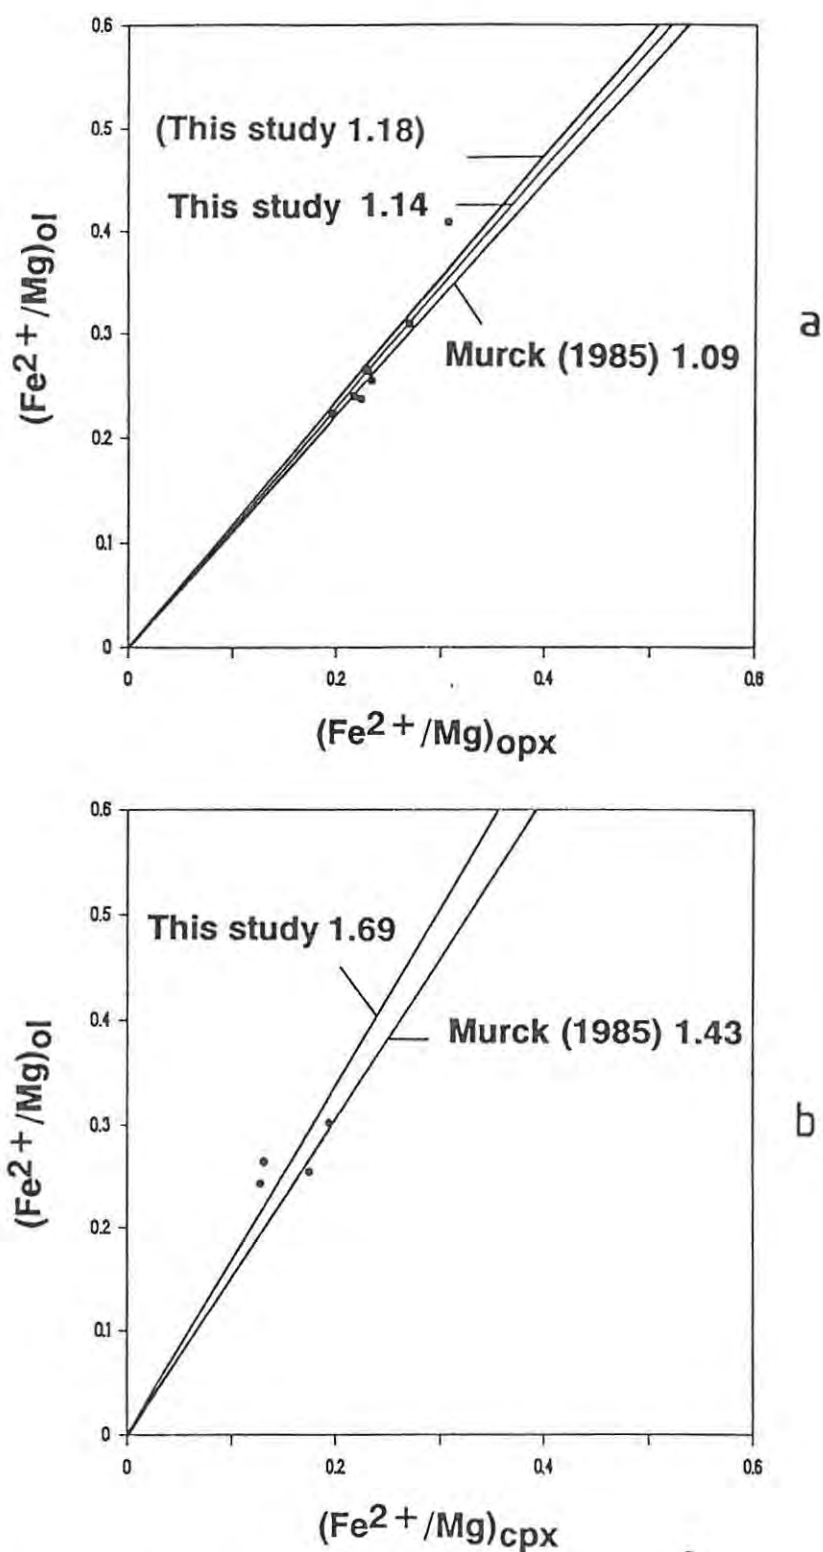 0.6
(This study 1.18)
0.5
This study 1.14
0.4
(Fe2+/Mg)ol
0.3
Murck (1985) 1.09
a
0.2
0.1
0
0 0.2 0.4 0.6
(Fe2+/Mg)opx
0.6
0.5
This study 1.69
0.4
Murck (1985) 1.43
(Fe2+/Mg)ol
0.3
b
0.2
0.1
0
0 0.2 0.4 0.6
(Fe2+/Mg)cpx